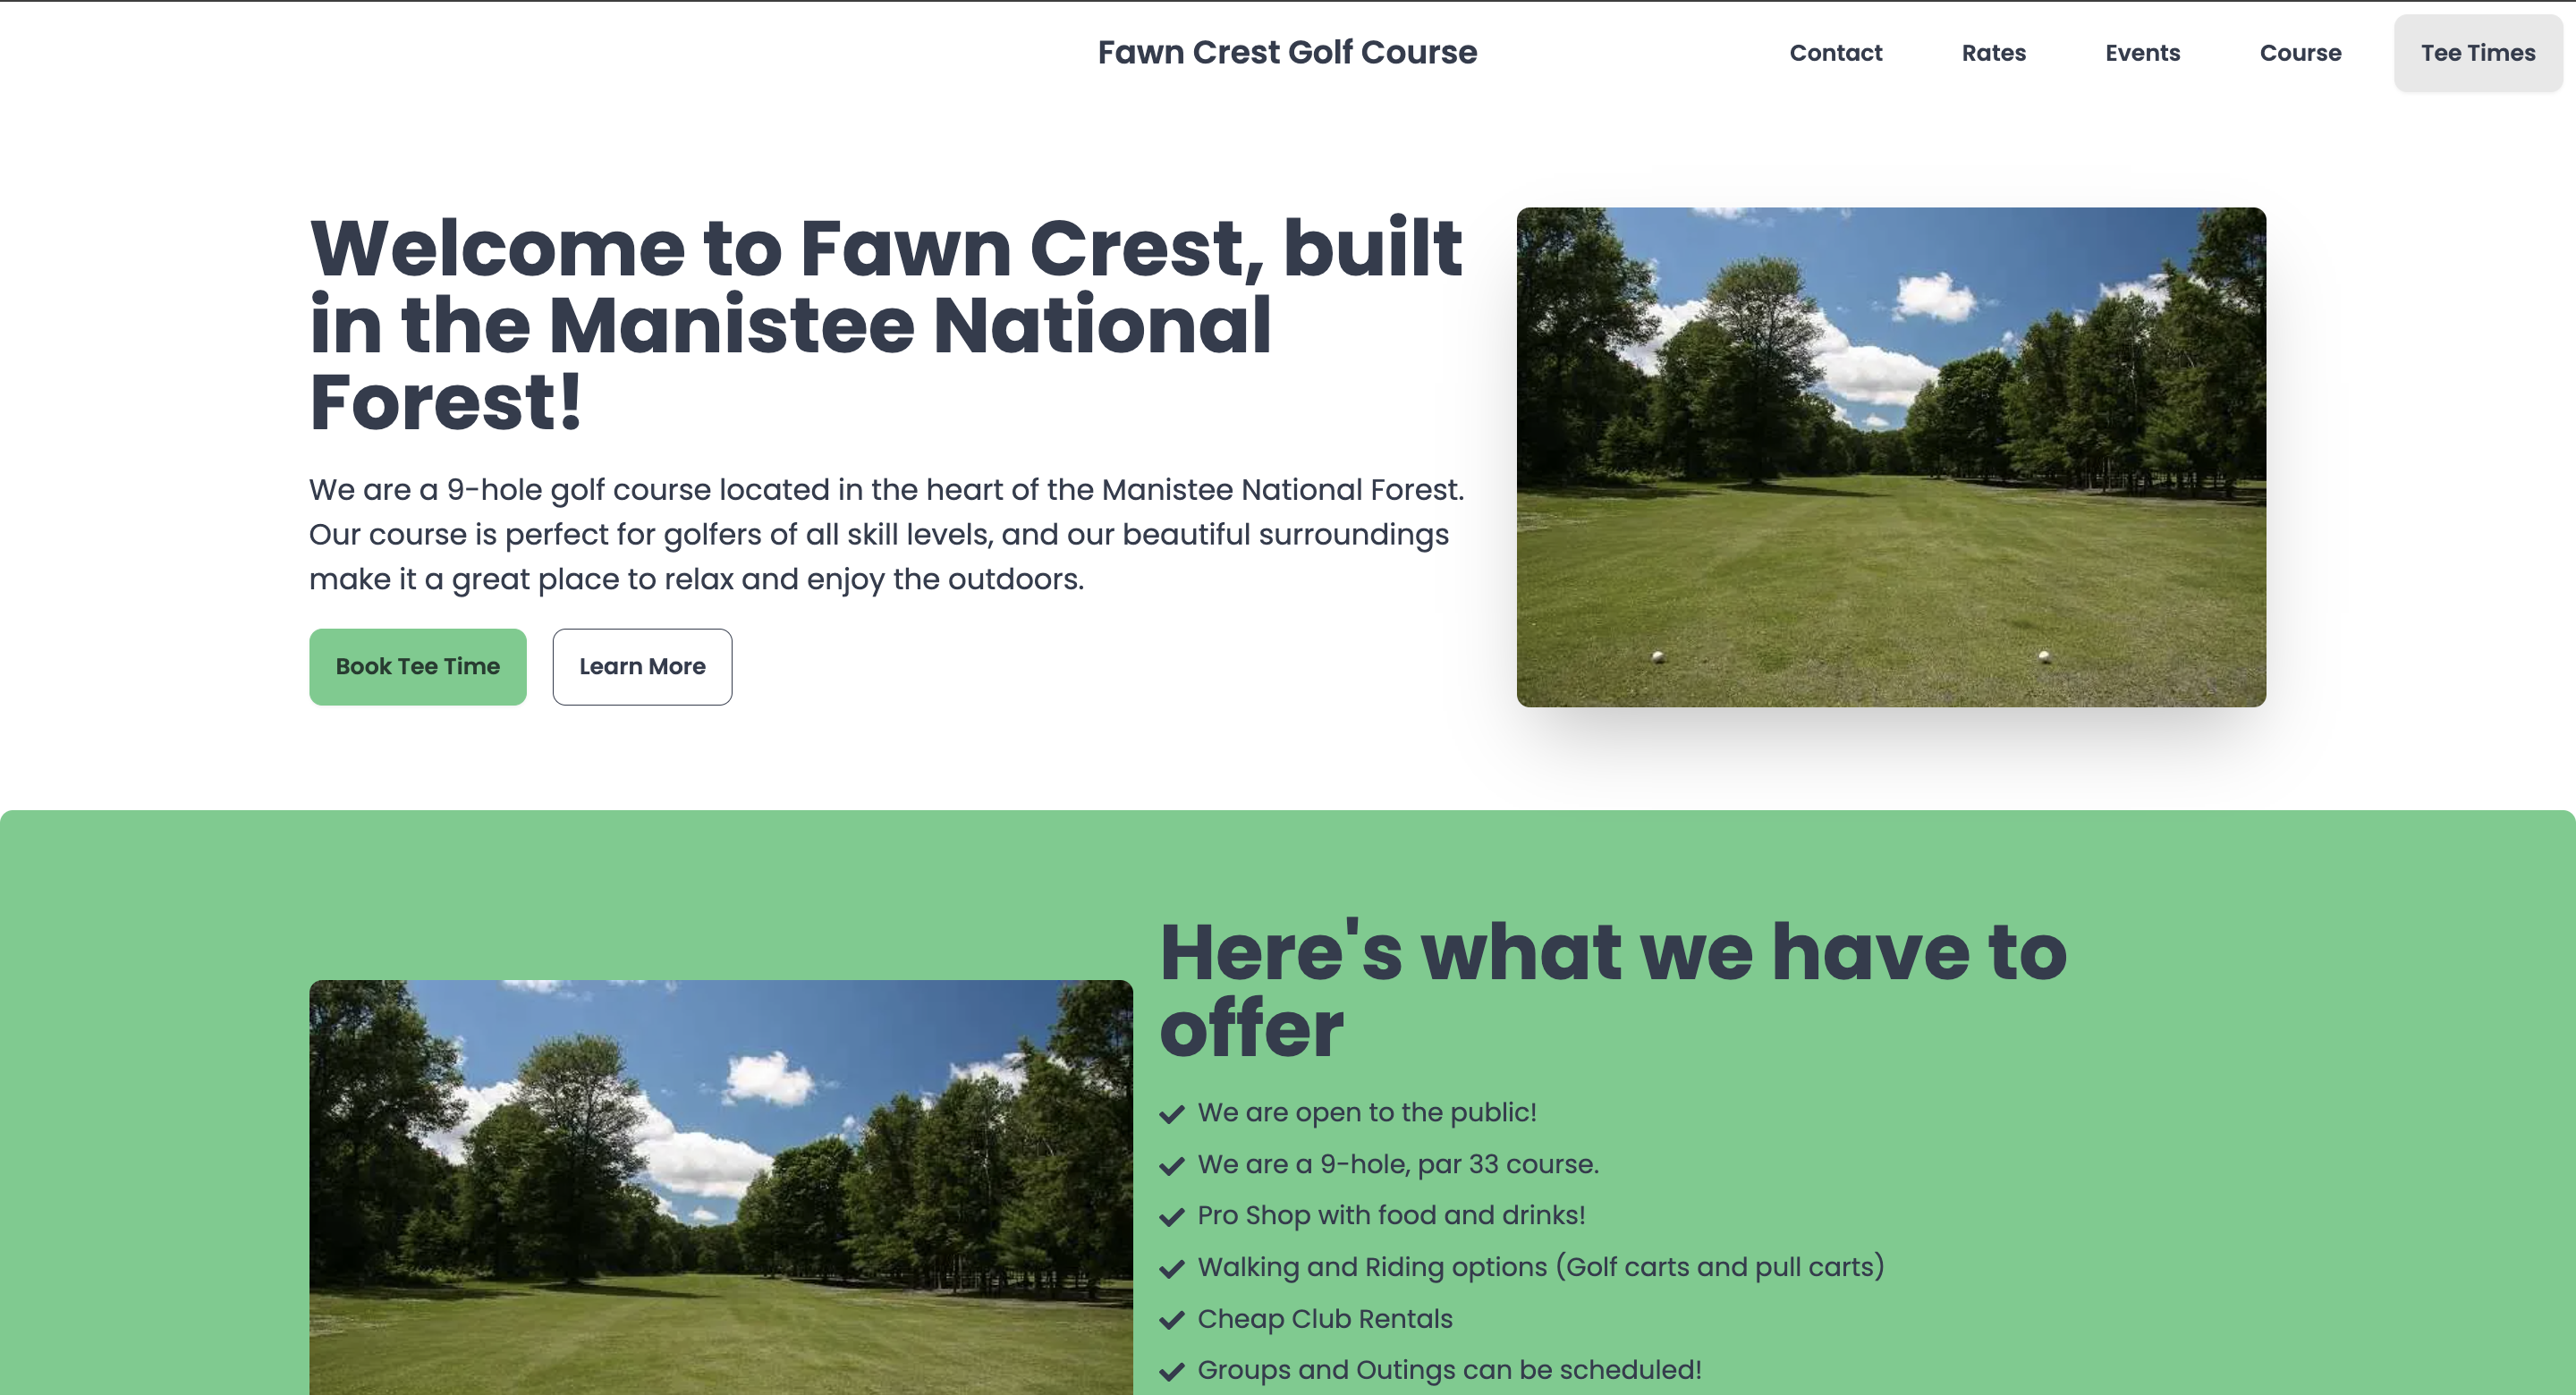 Fawn Crest Golf Course
Contact
Rates
Events
Course
Tee Times
Welcome to Fawn Crest, built
in the Manistee National
Forest!
We are a 9-hole golf course located in the heart of the Manistee National Forest.
Our course is perfect for golfers of all skill levels, and our beautiful surroundings
make it a great place to relax and enjoy the outdoors.
Book Tee Time
Learn More
Here's what we have to
offer
We are open to the public!
We are a 9-hole, par 33 course.
Pro Shop with food and drinks!
Walking and Riding options (Golf carts and pull carts)
Cheap Club Rentals
Groups and Outings can be scheduled!